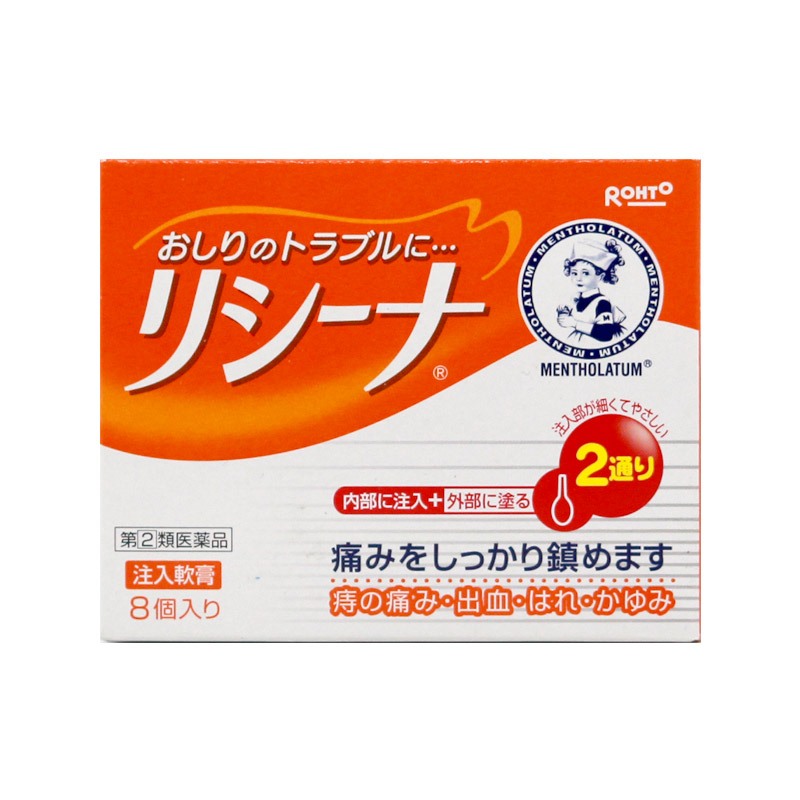 ROHTO
おしりのトラブルに…
リシーナ®
MENTHOLATUM・MENTHOLATUM・MENTHOLATUM・MENTHOLATUM・
M
MENTHOLATUM®
注入部が細くてやさしい
2通り
内部に注入+外部に塗る
第②類医薬品
注入軟膏
8個入り
痛みをしっかり鎮めます
痔の痛み・出血・はれ・かゆみ